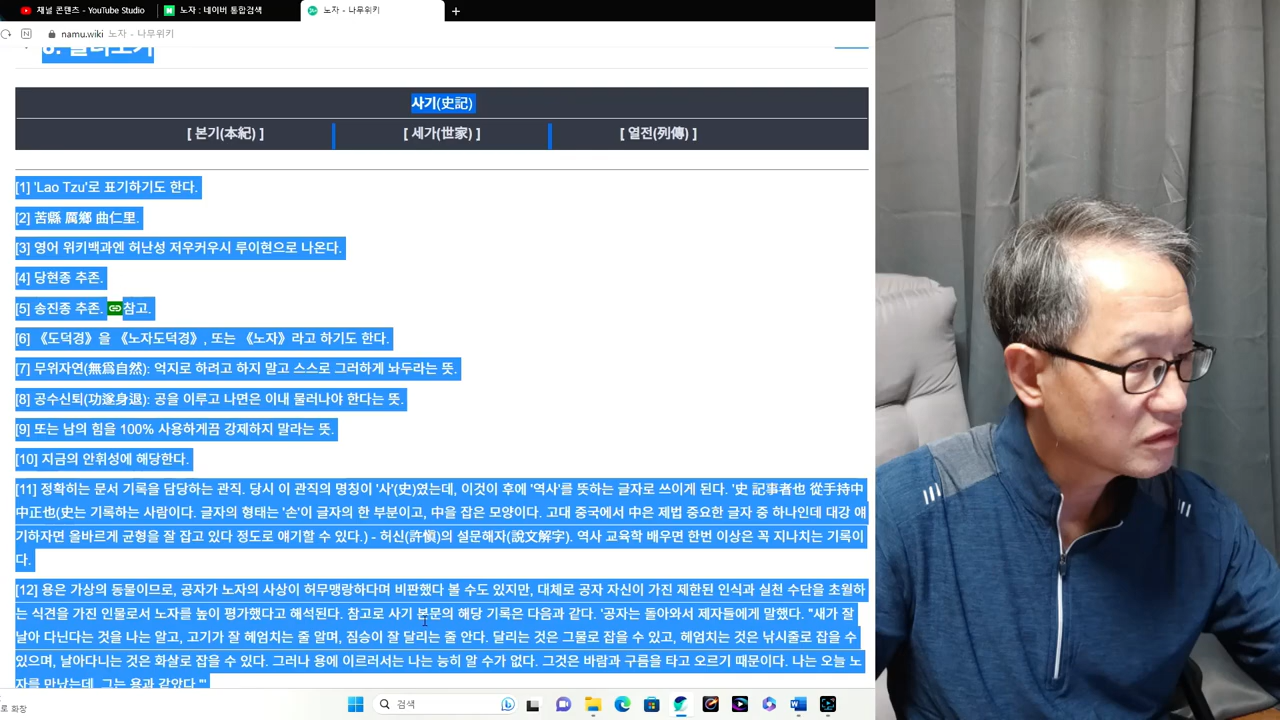 채널 콘텐츠 - YouTube Studio
노자 : 네이버 통합검색
노자 - 나무위키
namu.wiki 노자 - 나무위키
사기(史記)
[ 본기(本紀) ] [ 세가(世家) ] [ 열전(列傳) ]
[1] 'Lao Tzu'로 표기하기도 한다.
[2] 苦縣 厲鄕 曲仁里.
[3] 영어 위키백과엔 허난성 저우커우시 루이현으로 나온다.
[4] 당현종 추존.
[5] 송진종 추존. 참고.
[6] 《도덕경》을 《노자도덕경》, 또는 《노자》라고 하기도 한다.
[7] 무위자연(無爲自然): 억지로 하려고 하지 말고 스스로 그러하게 놔두라는 뜻.
[8] 공수신퇴(功遂身退): 공을 이루고 나면은 이내 물러나야 한다는 뜻.
[9] 또는 남의 힘을 100% 사용하게끔 강제하지 말라는 뜻.
[10] 지금의 안휘성에 해당한다.
[11] 정확히는 문서 기록을 담당하는 관직. 당시 이 관직의 명칭이 '사'(史)였는데, 이것이 후에 '역사'를 뜻하는 글자로 쓰이게 된다. '史 記事者也 從手持中
中正也(史는 기록하는 사람이다. 글자의 형태는 '손'이 글자의 한 부분이고, 中을 잡은 모양이다. 고대 중국에서 中은 제법 중요한 글자 중 하나인데 대강 얘
기하자면 올바르게 균형을 잘 잡고 있다 정도로 얘기할 수 있다.) - 허신(許愼)의 설문해자(說文解字). 역사 교육학 배우면 한번 이상은 꼭 지나치는 기록이
다.
[12] 용은 가상의 동물이므로, 공자가 노자의 사상이 허무맹랑하다며 비판했다 볼 수도 있지만, 대체로 공자 자신이 가진 제한된 인식과 실천 수단을 초월하
는 식견을 가진 인물로서 노자를 높이 평가했다고 해석된다. 참고로 사기 본문의 해당 기록은 다음과 같다. '공자는 돌아와서 제자들에게 말했다. "새가 잘
날아 다닌다는 것을 나는 알고, 고기가 잘 헤엄치는 줄 알며, 짐승이 잘 달리는 줄 안다. 달리는 것은 그물로 잡을 수 있고, 헤엄치는 것은 낚시줄로 잡을 수
있으며, 날아다니는 것은 화살로 잡을 수 있다. 그러나 용에 이르러서는 나는 능히 알 수가 없다. 그것은 바람과 구름을 타고 오르기 때문이다. 나는 오늘 노
자를 만났는데, 그는 용과 같았다."'
로 화장
검색